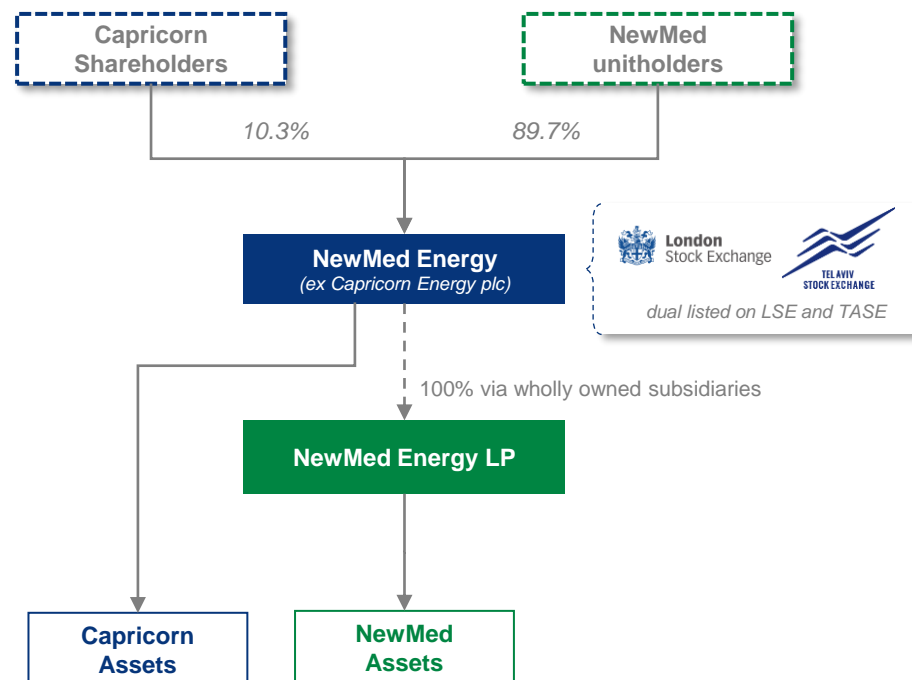 Capricorn
Shareholders
NewMed
unitholders
10.3%
89.7%
NewMed Energy
(ex Capricorn Energy plc)
London
Stock Exchange
TEL AVIV
STOCK EXCHANGE
dual listed on LSE and TASE
100% via wholly owned subsidiaries
NewMed Energy LP
Capricorn
Assets
NewMed
Assets